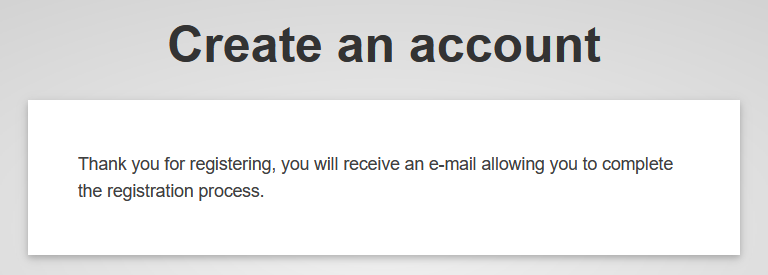 Create an account
Thank you for registering, you will receive an e-mail allowing you to complete
the registration process.